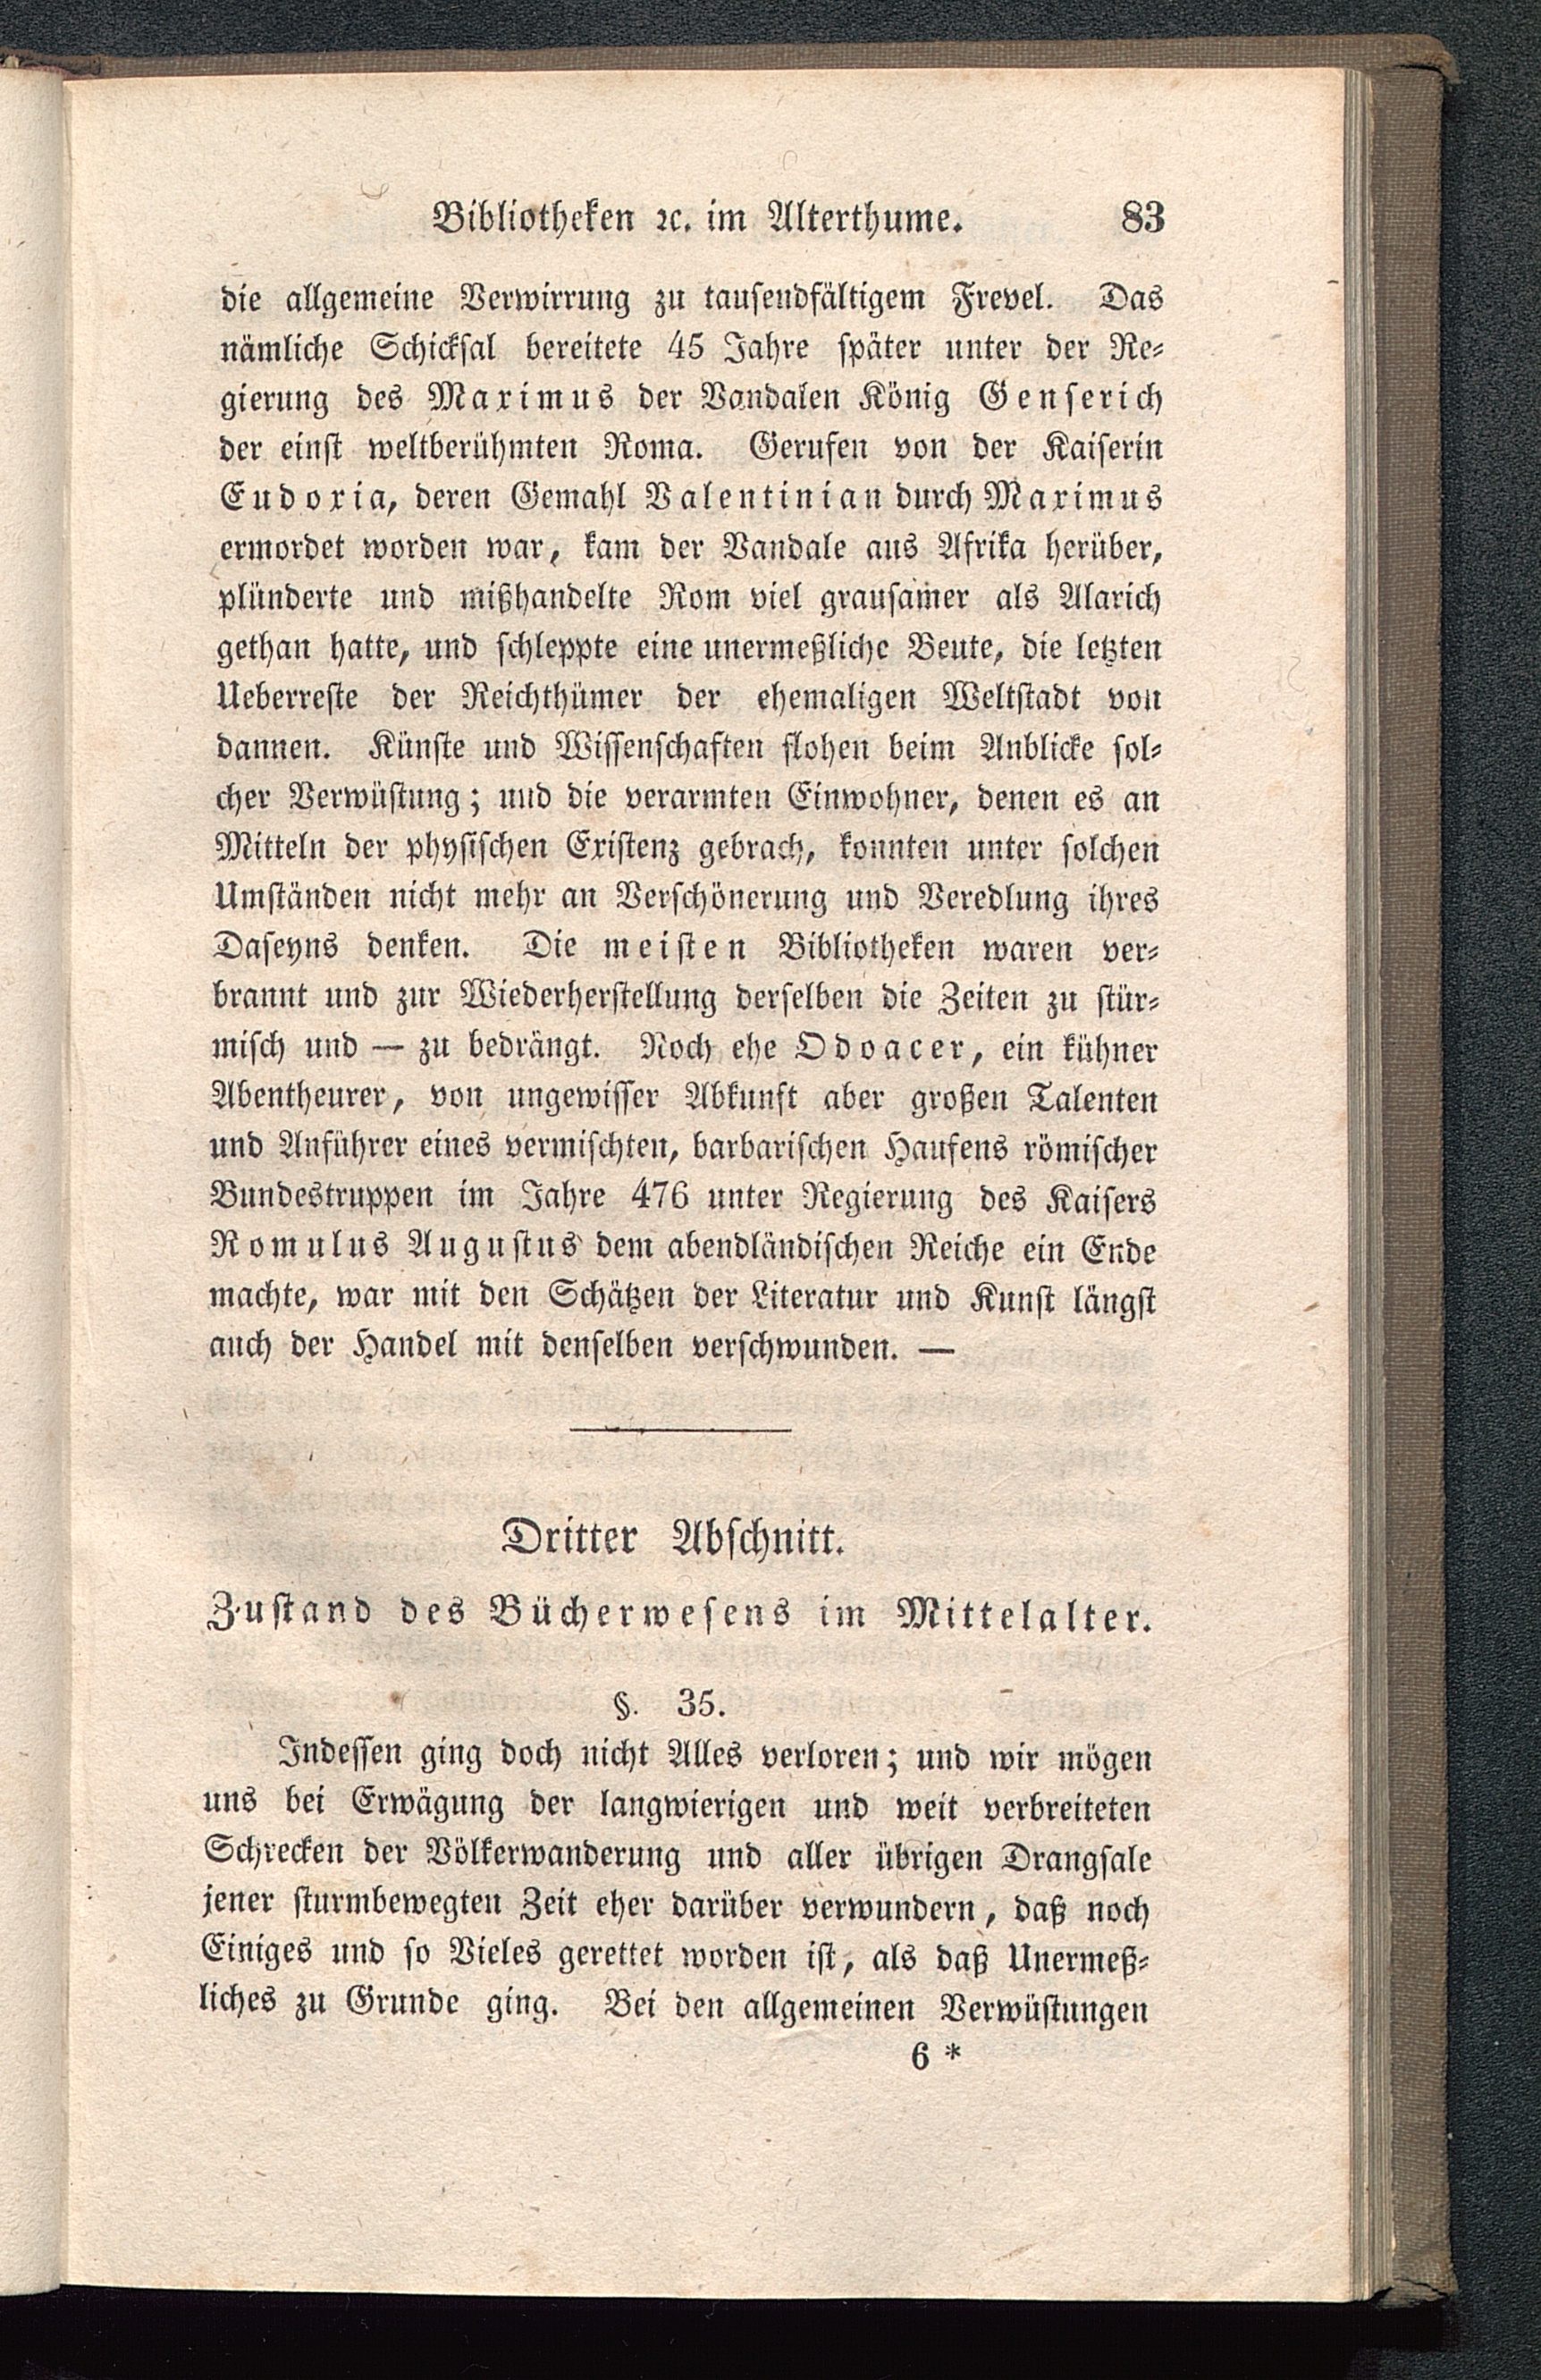 Bibliotheken ꝛc. im Alterthume. 83
die allgemeine Verwirrung zu tausendfältigem Frevel. Das
nämliche Schicksal bereitete 45 Jahre später unter der Re-
gierung des Maximus der Vandalen König Genserich
der einst weltberühmten Roma. Gerufen von der Kaiserin
Eudoxia, deren Gemahl Valentinian durch Maximus
ermordet worden war, kam der Vandale aus Afrika herüber,
plünderte und mißhandelte Rom viel grausamer als Alarich
gethan hatte, und schleppte eine unermeßliche Beute, die letzten
Ueberreste der Reichthümer der ehemaligen Weltstadt von
dannen. Künste und Wissenschaften flohen beim Anblicke sol-
cher Verwüstung; und die verarmten Einwohner, denen es an
Mitteln der physischen Existenz gebrach, konnten unter solchen
Umständen nicht mehr an Verschönerung und Veredlung ihres
Daseyns denken. Die meisten Bibliotheken waren ver-
brannt und zur Wiederherstellung derselben die Zeiten zu stür-
misch und — zu bedrängt. Noch ehe Odoacer, ein kühner
Abentheurer, von ungewisser Abkunft aber großen Talenten
und Anführer eines vermischten, barbarischen Haufens römischer
Bundestruppen im Jahre 476 unter Regierung des Kaisers
Romulus Augustus dem abendländischen Reiche ein Ende
machte, war mit den Schätzen der Literatur und Kunst längst
auch der Handel mit denselben verschwunden. —
Dritter Abschnitt.
Zustand des Bücherwesens im Mittelalter.
§. 35.
Indessen ging doch nicht Alles verloren; und wir mögen
uns bei Erwägung der langwierigen und weit verbreiteten
Schrecken der Völkerwanderung und aller übrigen Drangsale
jener sturmbewegten Zeit eher darüber verwundern, daß noch
Einiges und so Vieles gerettet worden ist, als daß Unermeß-
liches zu Grunde ging. Bei den allgemeinen Verwüstungen
6 *